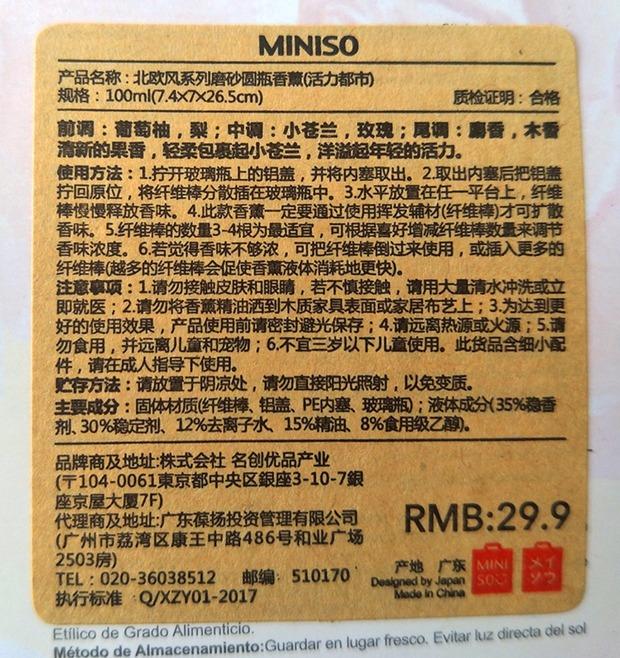 MINISO
产品名称：北欧风系列磨砂圆瓶香薰(活力都市)
规格：100ml(7.4×7×26.5cm) 质检证明：合格
前调：葡萄柚，梨；中调：小苍兰，玫瑰；尾调：麝香，木香
清新的果香，轻柔包裹起小苍兰，洋溢起年轻的活力。
使用方法：1.拧开玻璃瓶上的铝盖，并将内塞取出。2.取出内塞后把铝盖
拧回原位，将纤维棒分散插在玻璃瓶中。3.水平放置在任一平台上，纤维
棒慢慢释放香味。4.此款香薰一定要通过使用挥发辅材(纤维棒)才可扩散
香味。5.纤维棒的数量3-4根为最适宜，可根据喜好增减纤维棒数量来调节
香味浓度。6.若觉得香味不够浓，可把纤维棒倒过来使用，或插入更多的
纤维棒(越多的纤维棒会促使香薰液体消耗地更快)。
注意事项：1.请勿接触皮肤和眼睛，若不慎接触，请用大量清水冲洗或立
即就医；2.请勿将香薰精油洒到木质家具表面或家居布艺上；3.为达到更
好的使用效果，产品使用前请密封避光保存；4.请远离热源或火源；5.请
勿食用，并远离儿童和宠物；6.不宜三岁以下儿童使用。此货品含细小配
件，请在成人指导下使用。
贮存方法：请放置于阴凉处，请勿直接阳光照射，以免变质。
主要成分：固体材质(纤维棒、铝盖、PE内塞、玻璃瓶)；液体成分(35%稳香
剂、30%稳定剂、12%去离子水、15%精油、8%食用级乙醇)。
品牌商及地址:株式会社 名创优品产业
(〒104-0061東京都中央区銀座3-10-7銀
座京屋大厦7F)
代理商及地址:广东葆扬投资管理有限公司
(广州市荔湾区康王中路486号和业广场
2503房)
TEL：020-36038512 邮编：510170
执行标准：Q/XZY01-2017
RMB:29.9
产地 广东
Designed by Japan
Made in China
MINI
SO
メイ
ソウ
Etílico de Grado Alimenticio.
Método de Almacenamiento:Guardar en lugar fresco. Evitar luz directa del sol